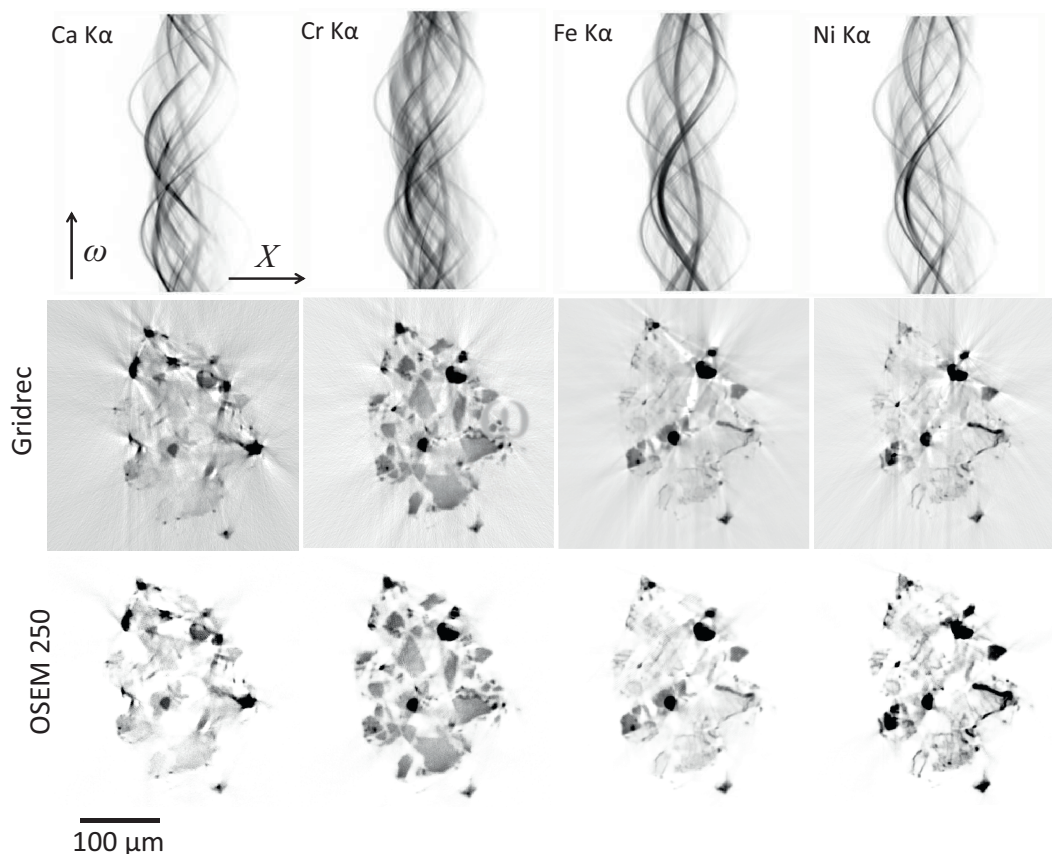 Ca Kα
Cr Kα
Fe Kα
Ni Kα
ω
X
Gridrec
OSEM 250
100 µm